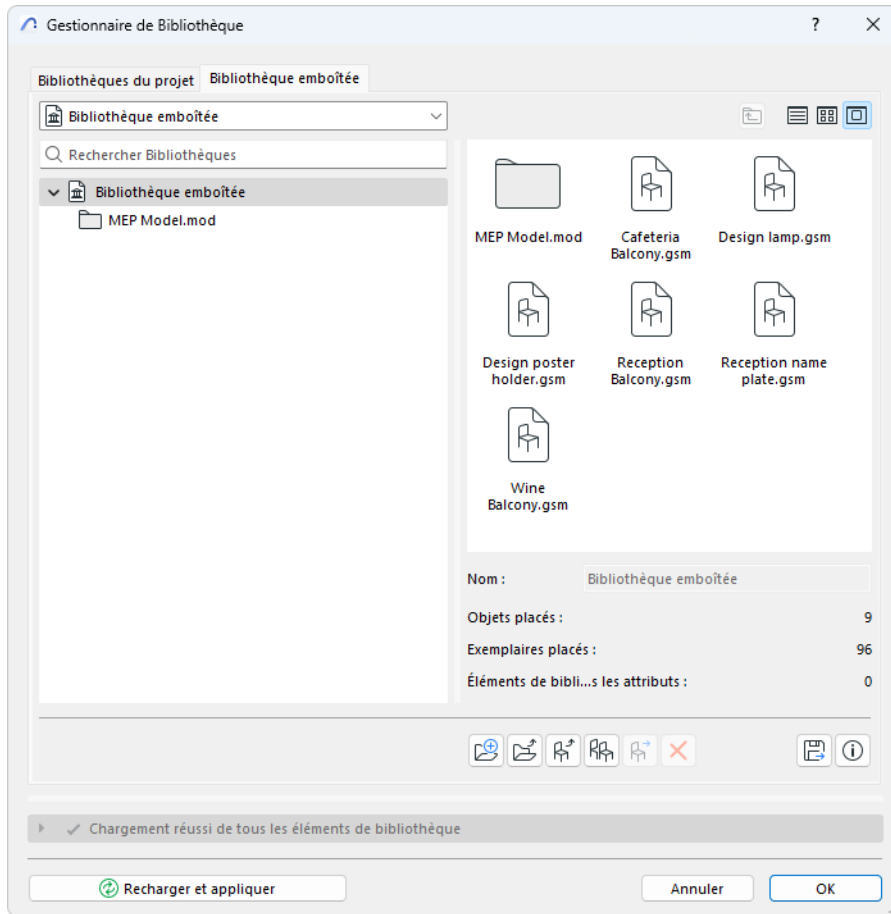 Gestionnaire de Bibliothèque
?
Bibliothèques du projet
Bibliothèque emboîtée
Bibliothèque emboîtée
Rechercher Bibliothèques
Bibliothèque emboîtée
MEP Model.mod
MEP Model.mod
Cafeteria
Balcony.gsm
Design lamp.gsm
Design poster
holder.gsm
Reception
Balcony.gsm
Reception name
plate.gsm
Wine
Balcony.gsm
Nom :
Bibliothèque emboîtée
Objets placés :
9
Exemplaires placés :
96
Éléments de bibli...s les attributs :
0
Chargement réussi de tous les éléments de bibliothèque
Recharger et appliquer
Annuler
OK